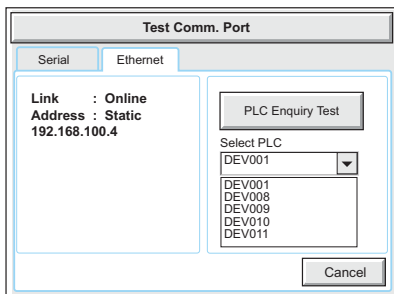 Test Comm. Port
Serial
Ethernet
Link : Online
Address : Static
192.168.100.4
PLC Enquiry Test
Select PLC
DEV001
DEV001
DEV008
DEV009
DEV010
DEV011
Cancel